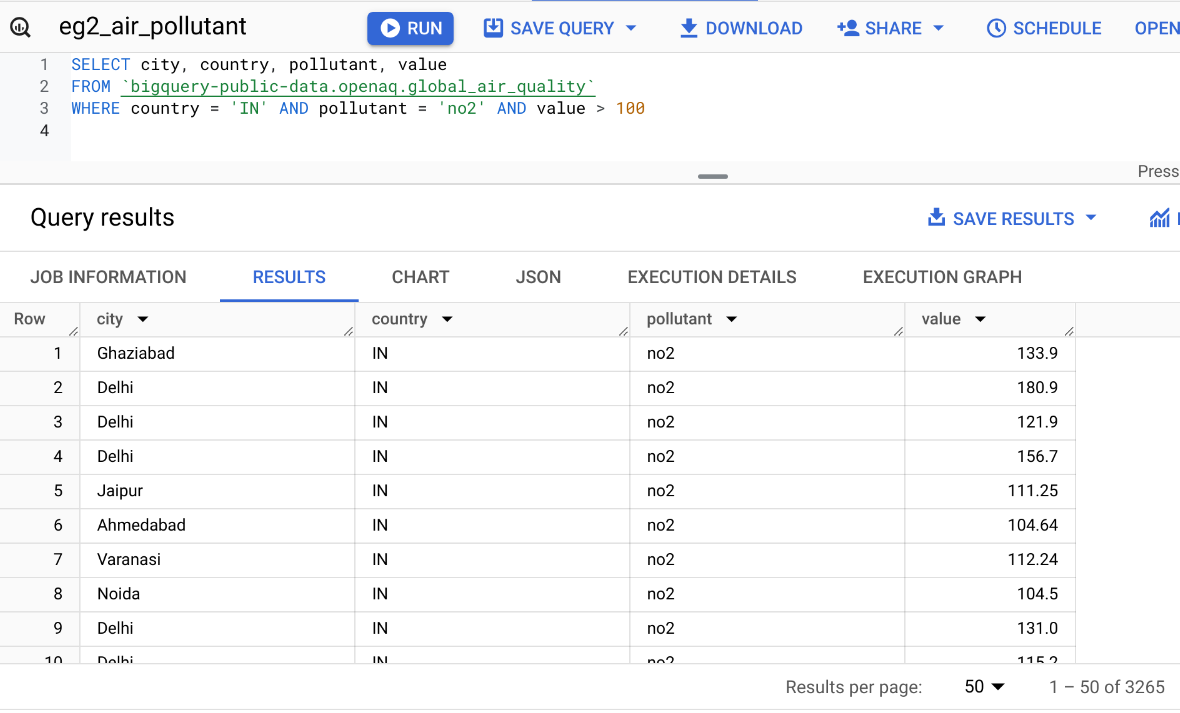 eg2_air_pollutant RUN SAVE QUERY DOWNLOAD SHARE SCHEDULE OPEN
1 SELECT city, country, pollutant, value
2 FROM `bigquery-public-data.openaq.global_air_quality`
3 WHERE country = 'IN' AND pollutant = 'no2' AND value > 100
4
Press
Query results SAVE RESULTS
JOB INFORMATION RESULTS CHART JSON EXECUTION DETAILS EXECUTION GRAPH
Row city country pollutant value
1 Ghaziabad IN no2 133.9
2 Delhi IN no2 180.9
3 Delhi IN no2 121.9
4 Delhi IN no2 156.7
5 Jaipur IN no2 111.25
6 Ahmedabad IN no2 104.64
7 Varanasi IN no2 112.24
8 Noida IN no2 104.5
9 Delhi IN no2 131.0
10 Delhi IN no2 115.2
Results per page: 50 1 – 50 of 3265